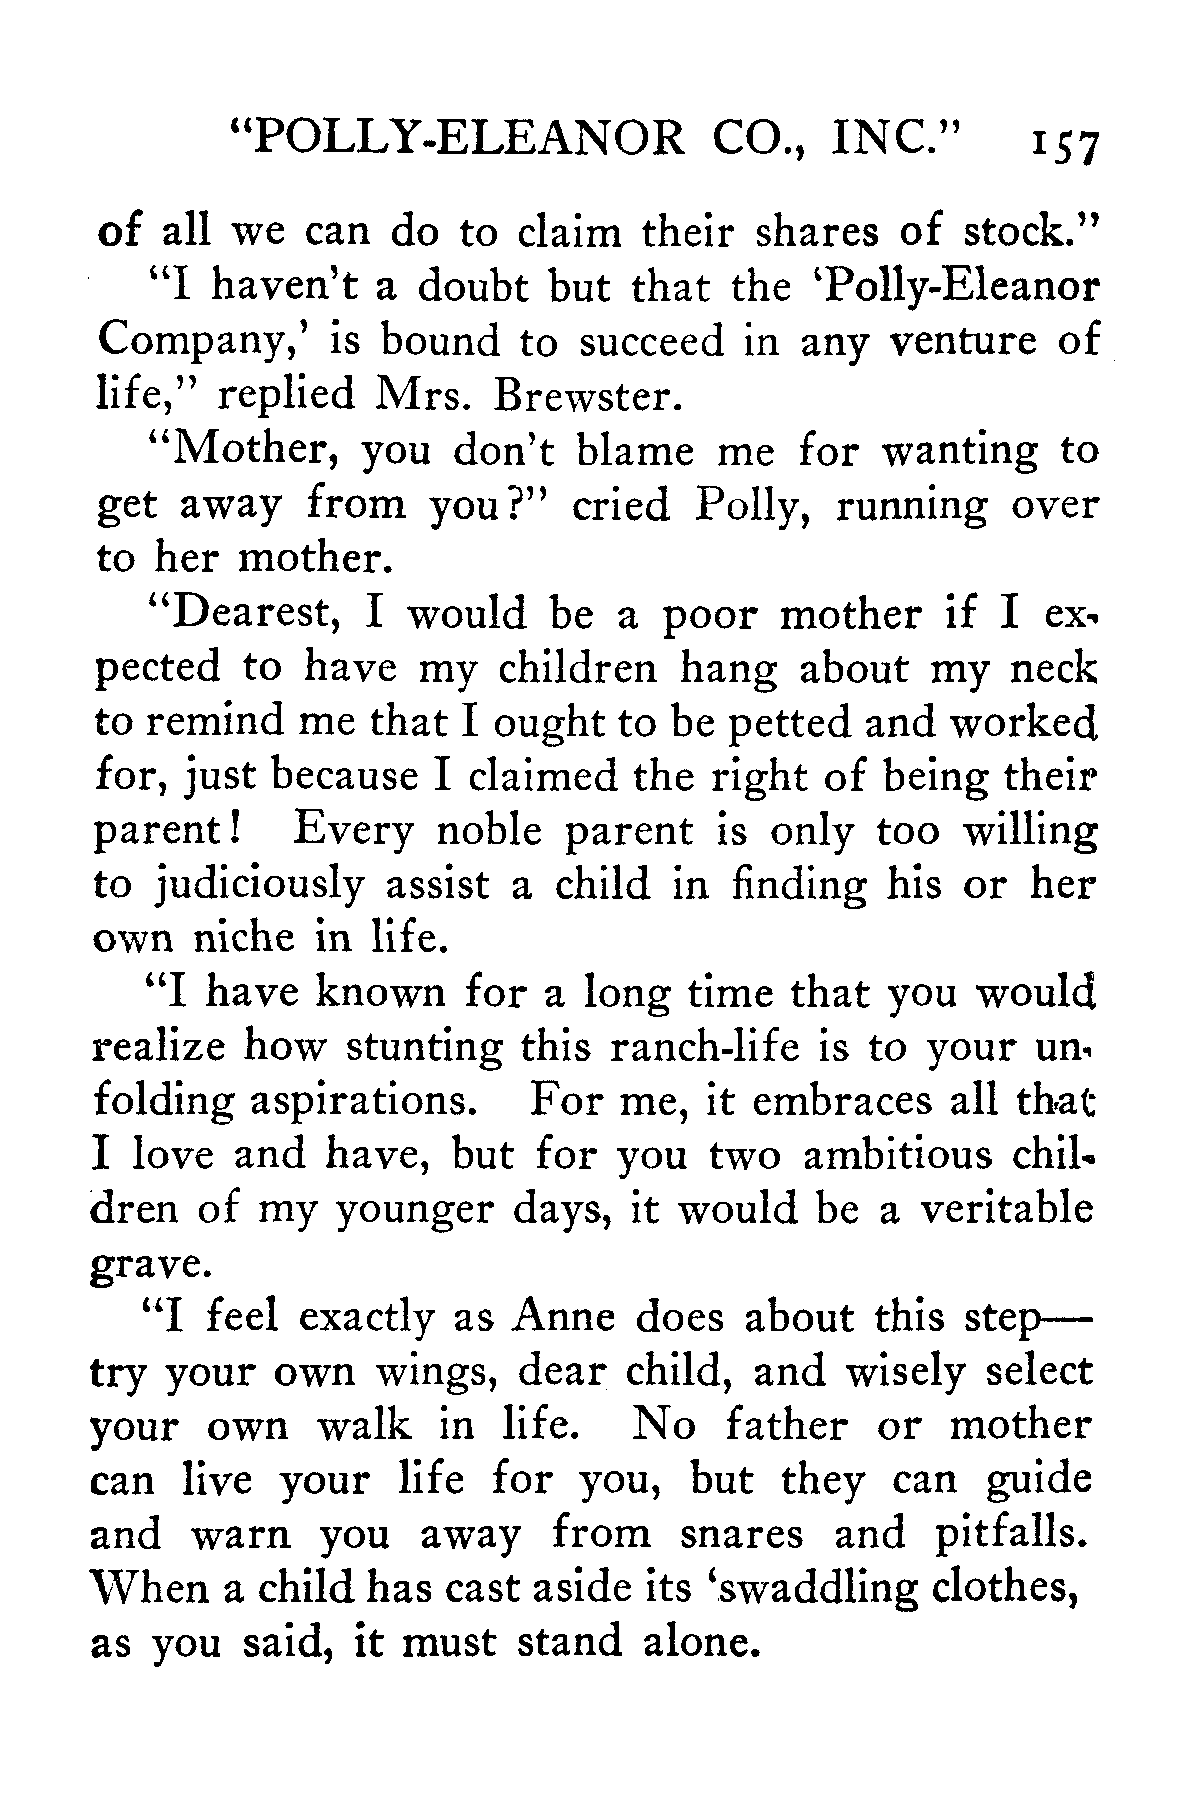 “POLLY-ELEANOR CO., INC.” 157
of all we can do to claim their shares of stock.”
“I haven’t a doubt but that the ‘Polly-Eleanor
Company,’ is bound to succeed in any venture of
life,” replied Mrs. Brewster.
“Mother, you don’t blame me for wanting to
get away from you?” cried Polly, running over
to her mother.
“Dearest, I would be a poor mother if I ex-
pected to have my children hang about my neck
to remind me that I ought to be petted and worked
for, just because I claimed the right of being their
parent! Every noble parent is only too willing
to judiciously assist a child in finding his or her
own niche in life.
“I have known for a long time that you would
realize how stunting this ranch-life is to your un-
folding aspirations. For me, it embraces all that
I love and have, but for you two ambitious chil-
dren of my younger days, it would be a veritable
grave.
“I feel exactly as Anne does about this step—
try your own wings, dear child, and wisely select
your own walk in life. No father or mother
can live your life for you, but they can guide
and warn you away from snares and pitfalls.
When a child has cast aside its ‘swaddling clothes,
as you said, it must stand alone.